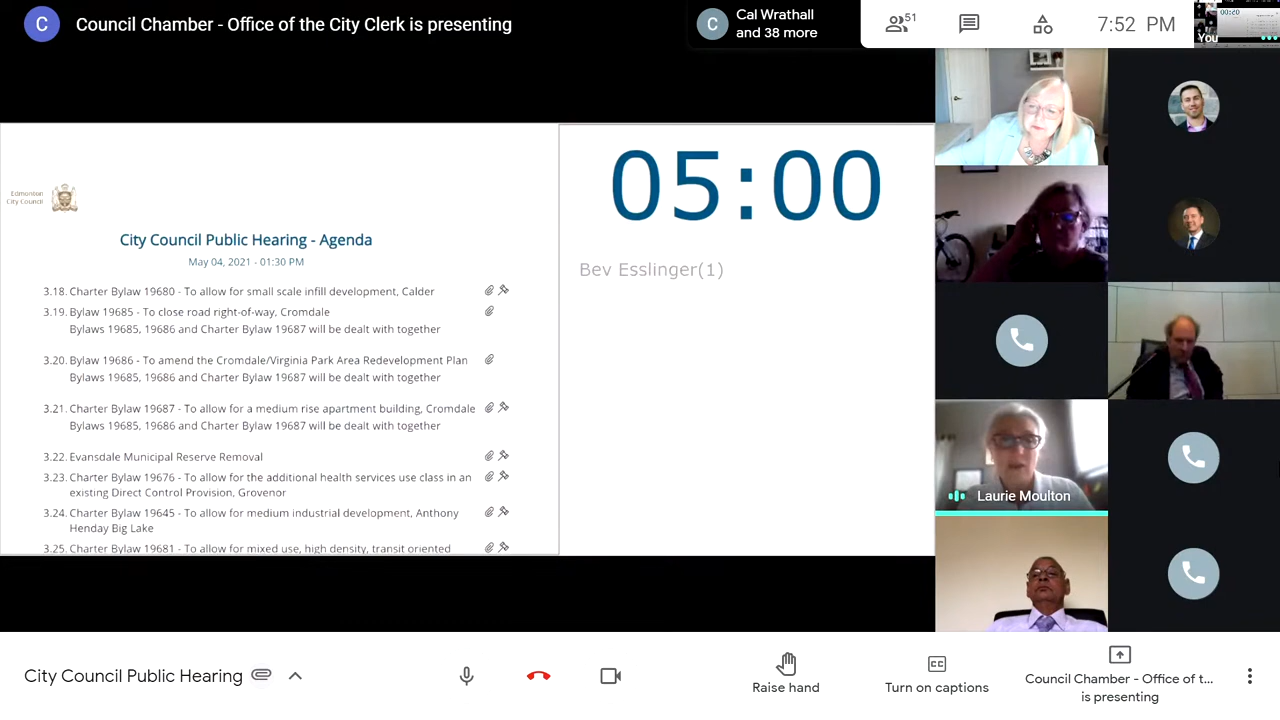 C Council Chamber - Office of the City Clerk is presenting
C Cal Wrathall
and 38 more
51
7:52 PM
00:20
You
05:00
Bev Esslinger(1)
Edmonton
City Council
City Council Public Hearing - Agenda
May 04, 2021 - 01:30 PM
3.18. Charter Bylaw 19680 - To allow for small scale infill development, Calder
3.19. Bylaw 19685 - To close road right-of-way, Cromdale
Bylaws 19685, 19686 and Charter Bylaw 19687 will be dealt with together
3.20. Bylaw 19686 - To amend the Cromdale/Virginia Park Area Redevelopment Plan
Bylaws 19685, 19686 and Charter Bylaw 19687 will be dealt with together
3.21. Charter Bylaw 19687 - To allow for a medium rise apartment building, Cromdale
Bylaws 19685, 19686 and Charter Bylaw 19687 will be dealt with together
3.22. Evansdale Municipal Reserve Removal
3.23. Charter Bylaw 19676 - To allow for the additional health services use class in an
existing Direct Control Provision, Grovenor
3.24. Charter Bylaw 19645 - To allow for medium industrial development, Anthony
Henday Big Lake
3.25. Charter Bylaw 19681 - To allow for mixed use, high density, transit oriented
Laurie Moulton
City Council Public Hearing
Raise hand
CC
Turn on captions
Council Chamber - Office of t...
is presenting